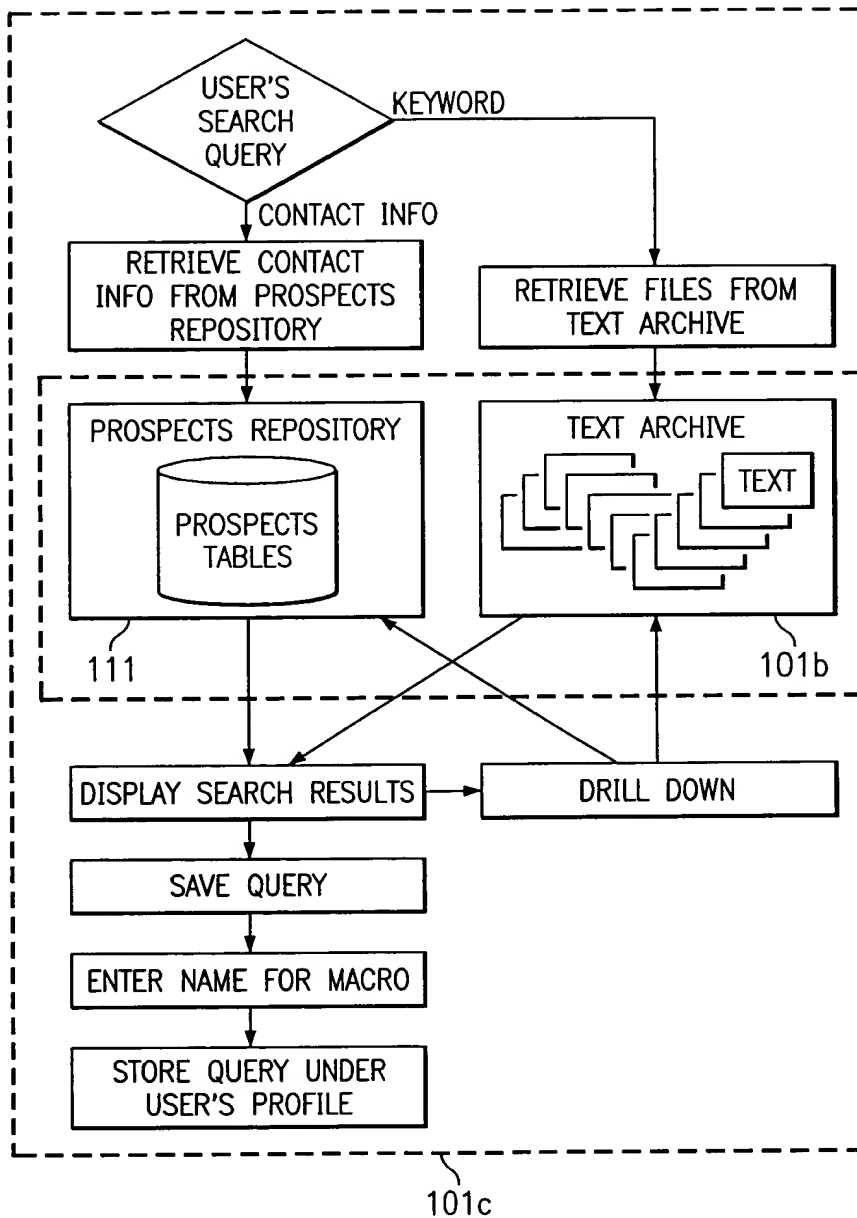 USER'S
SEARCH
QUERY
KEYWORD
CONTACT INFO
RETRIEVE CONTACT
INFO FROM PROSPECTS
REPOSITORY
RETRIEVE FILES FROM
TEXT ARCHIVE
PROSPECTS REPOSITORY
PROSPECTS
TABLES
TEXT ARCHIVE
TEXT
111
101b
DISPLAY SEARCH RESULTS
DRILL DOWN
SAVE QUERY
ENTER NAME FOR MACRO
STORE QUERY UNDER
USER'S PROFILE
101c